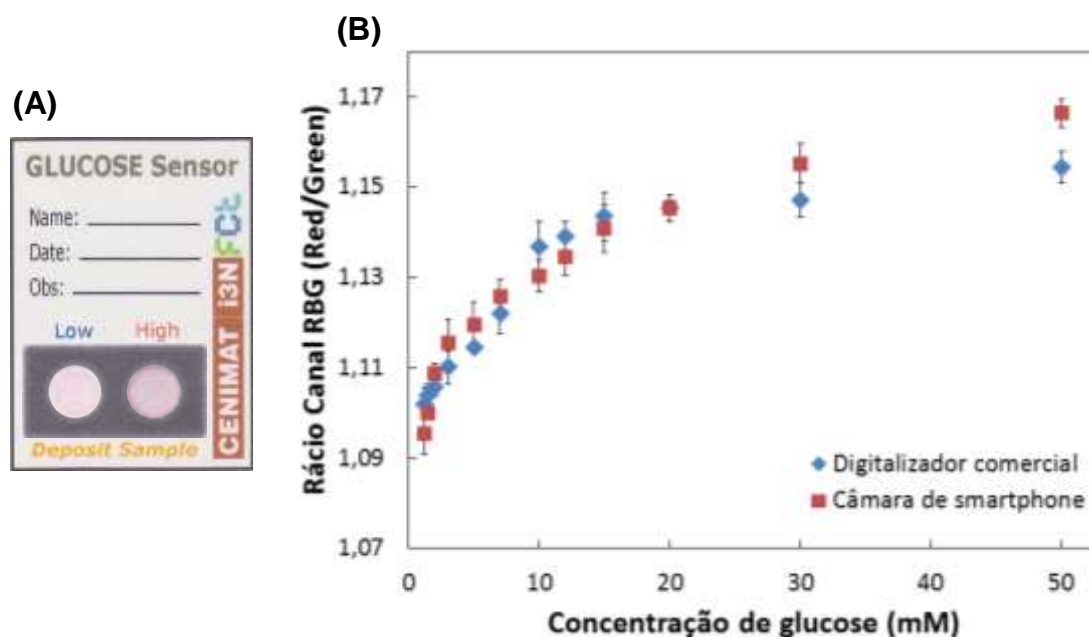 (A)
GLUCOSE Sensor
Name:
Date:
Obs:
Low High
Deposit Sample
CENIMAT i3N FCt
(B)
Rácio Canal RBG (Red/Green)
1,17
1,15
1,13
1,11
1,09
1,07
0 10 20 30 40 50
Concentração de glucose (mM)
Digitalizador comercial
Câmara de smartphone